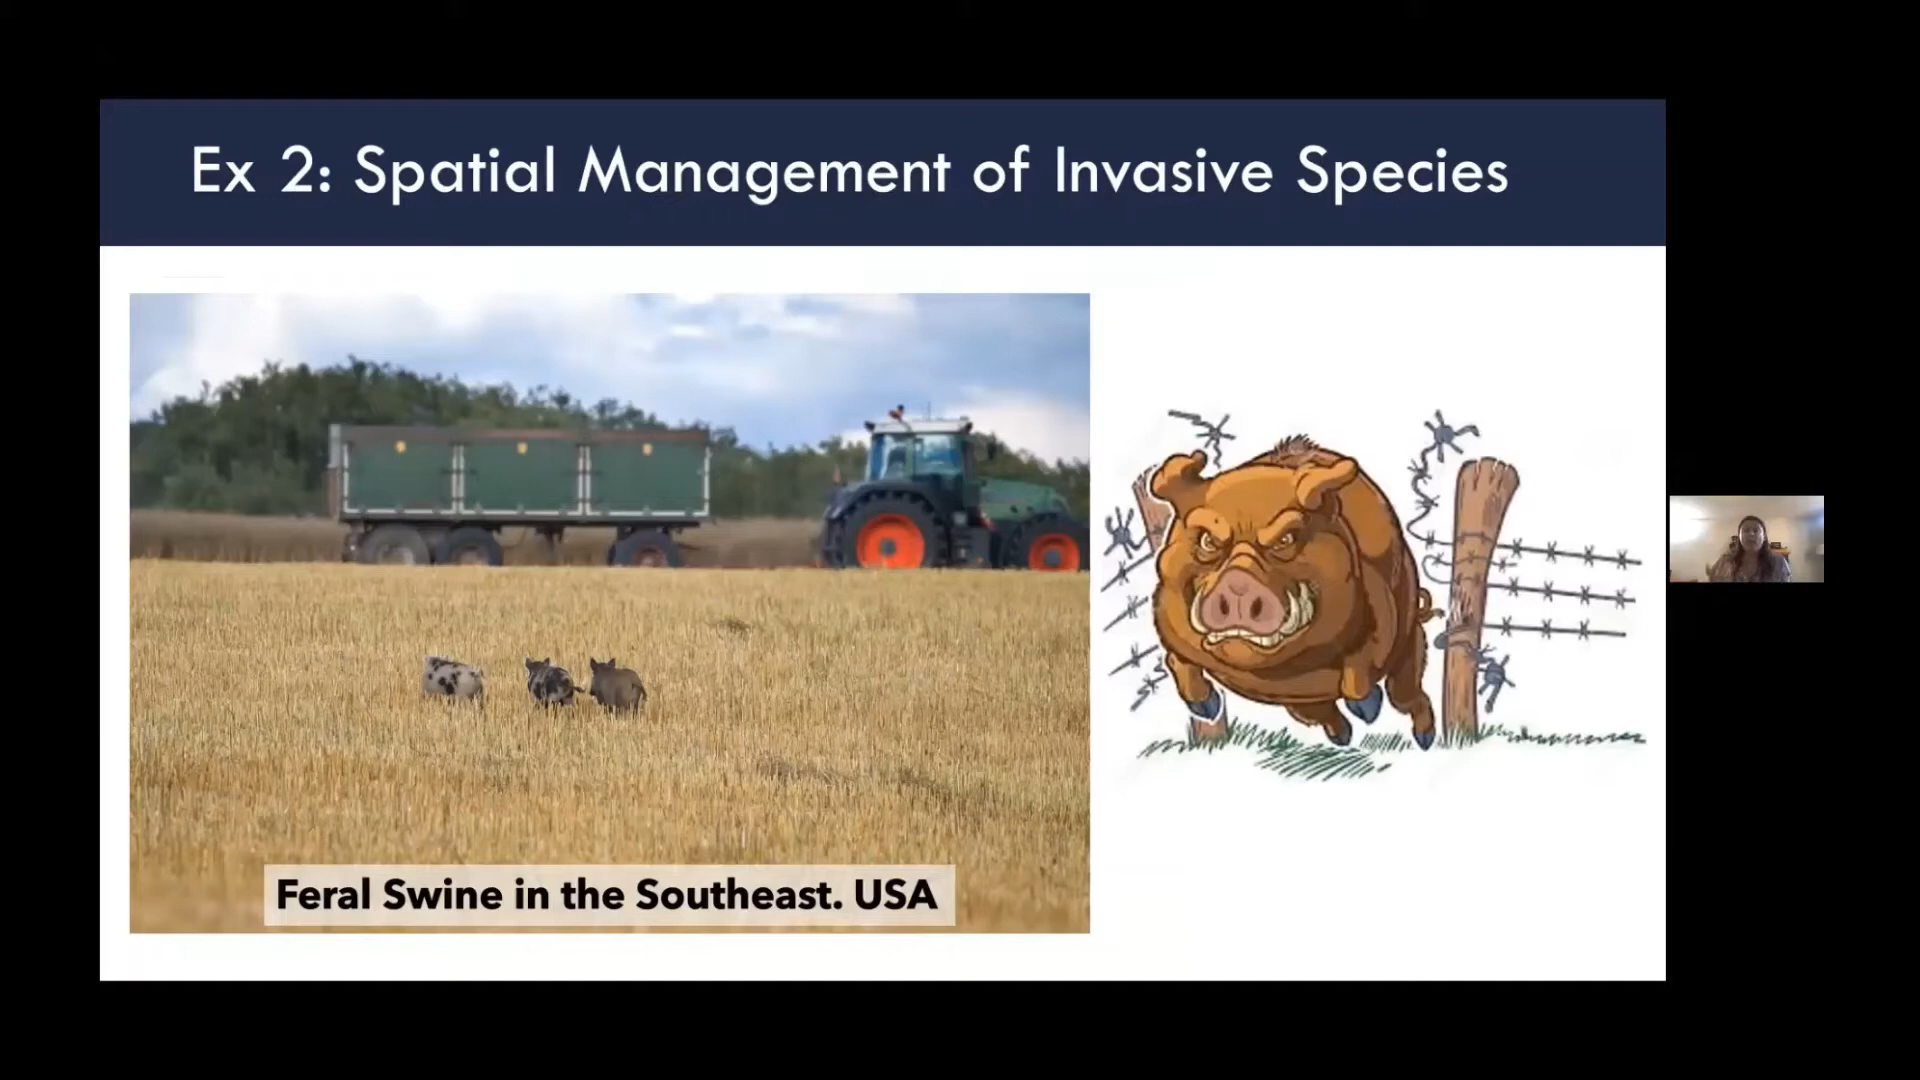 Ex 2: Spatial Management of Invasive Species
Feral Swine in the Southeast. USA